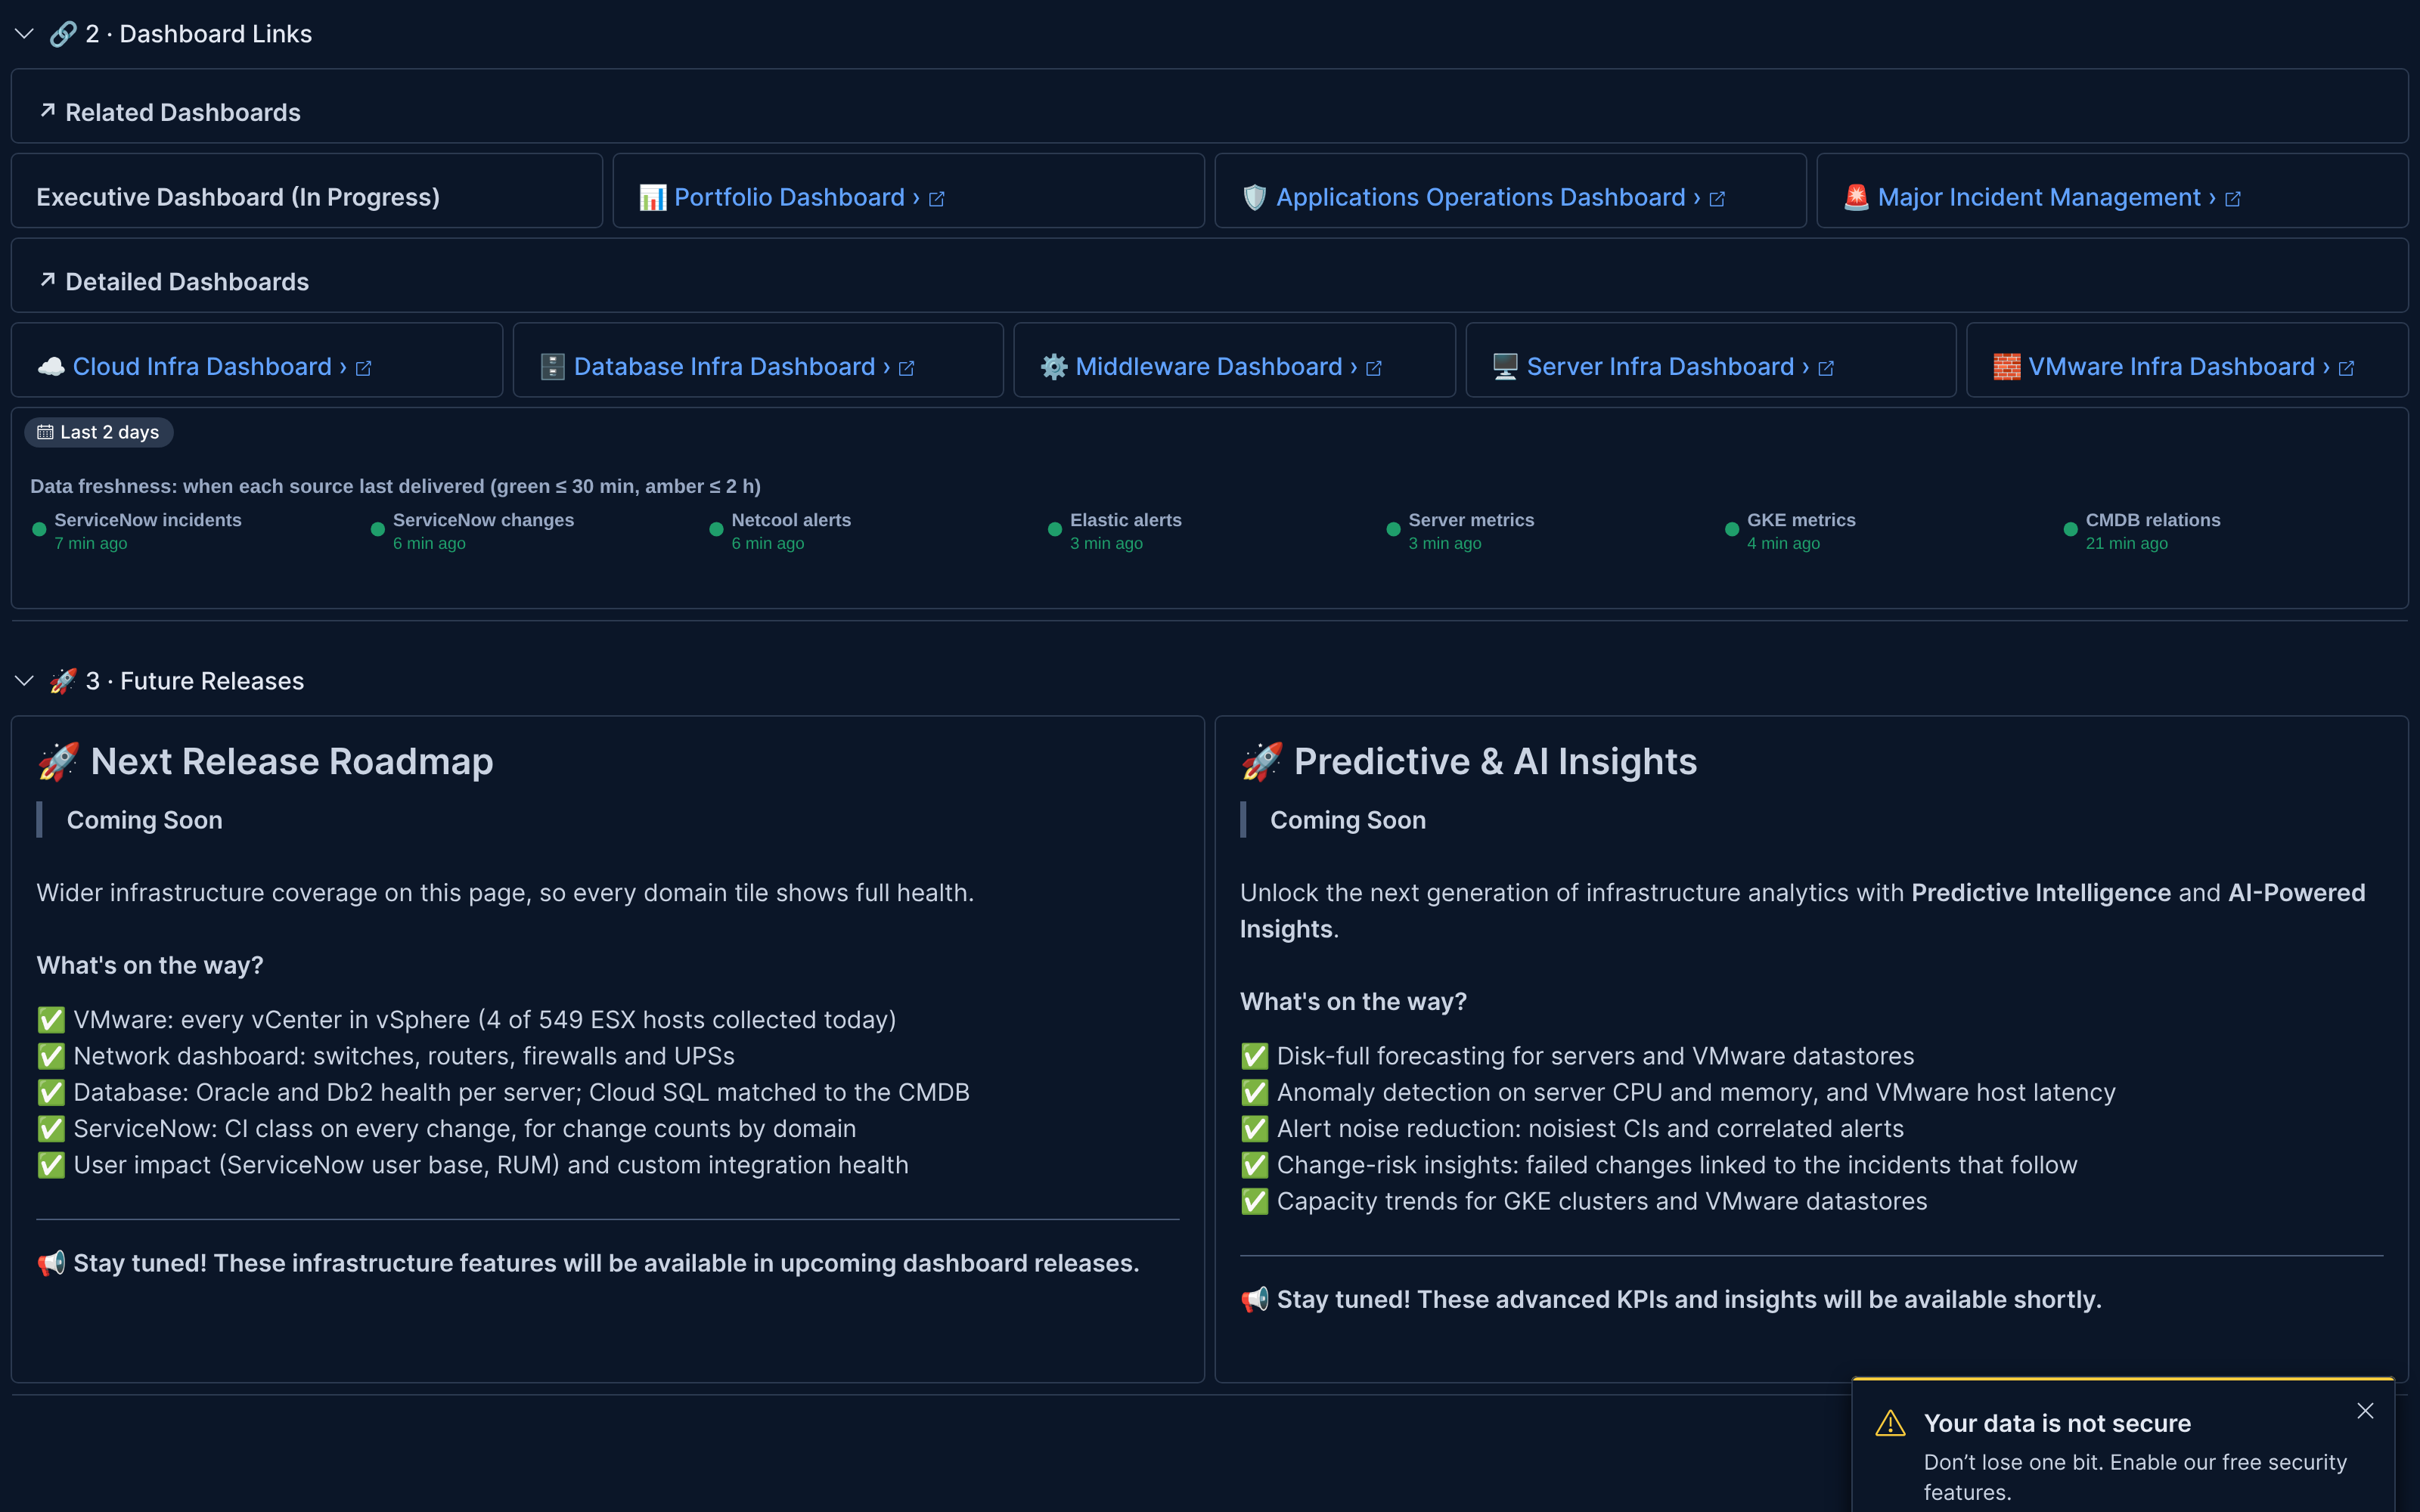 🔗 2 · Dashboard Links
↗ Related Dashboards
Executive Dashboard (In Progress)
📊 Portfolio Dashboard ›
🛡️ Applications Operations Dashboard ›
🚨 Major Incident Management ›
↗ Detailed Dashboards
☁️ Cloud Infra Dashboard ›
🗄️ Database Infra Dashboard ›
⚙️ Middleware Dashboard ›
🖥️ Server Infra Dashboard ›
🧱 VMware Infra Dashboard ›
Last 2 days
Data freshness: when each source last delivered (green ≤ 30 min, amber ≤ 2 h)
ServiceNow incidents
7 min ago
ServiceNow changes
6 min ago
Netcool alerts
6 min ago
Elastic alerts
3 min ago
Server metrics
3 min ago
GKE metrics
4 min ago
CMDB relations
21 min ago
🚀 3 · Future Releases
🚀 Next Release Roadmap
Coming Soon
Wider infrastructure coverage on this page, so every domain tile shows full health.
What's on the way?
✅ VMware: every vCenter in vSphere (4 of 549 ESX hosts collected today)
✅ Network dashboard: switches, routers, firewalls and UPSs
✅ Database: Oracle and Db2 health per server; Cloud SQL matched to the CMDB
✅ ServiceNow: CI class on every change, for change counts by domain
✅ User impact (ServiceNow user base, RUM) and custom integration health
📢 Stay tuned! These infrastructure features will be available in upcoming dashboard releases.
🚀 Predictive & AI Insights
Coming Soon
Unlock the next generation of infrastructure analytics with Predictive Intelligence and AI-Powered
Insights.
What's on the way?
✅ Disk-full forecasting for servers and VMware datastores
✅ Anomaly detection on server CPU and memory, and VMware host latency
✅ Alert noise reduction: noisiest CIs and correlated alerts
✅ Change-risk insights: failed changes linked to the incidents that follow
✅ Capacity trends for GKE clusters and VMware datastores
📢 Stay tuned! These advanced KPIs and insights will be available shortly.
Your data is not secure
Don’t lose one bit. Enable our free security
features.